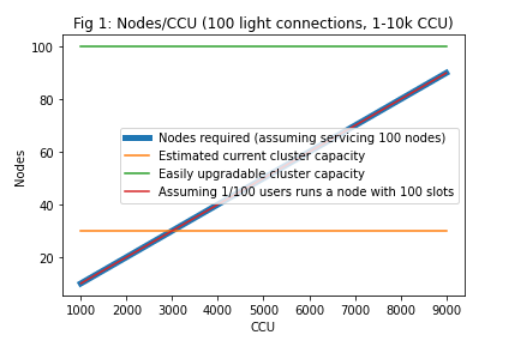 Fig 1: Nodes/CCU (100 light connections, 1-10k CCU)
100
80
60
40
20
Nodes
Nodes required (assuming servicing 100 nodes)
Estimated current cluster capacity
Easily upgradable cluster capacity
Assuming 1/100 users runs a node with 100 slots
1000 2000 3000 4000 5000 6000 7000 8000 9000
CCU